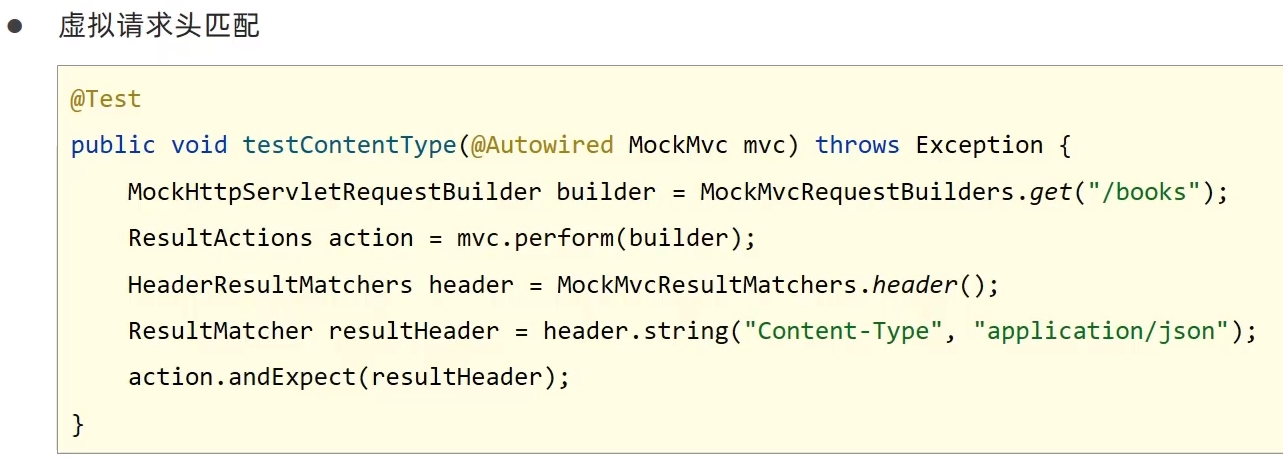 ● 虚拟请求头匹配
@Test
public void testContentType(@Autowired MockMvc mvc) throws Exception {
    MockHttpServletRequestBuilder builder = MockMvcRequestBuilders.get("/books");
    ResultActions action = mvc.perform(builder);
    HeaderResultMatchers header = MockMvcResultMatchers.header();
    ResultMatcher resultHeader = header.string("Content-Type", "application/json");
    action.andExpect(resultHeader);
}